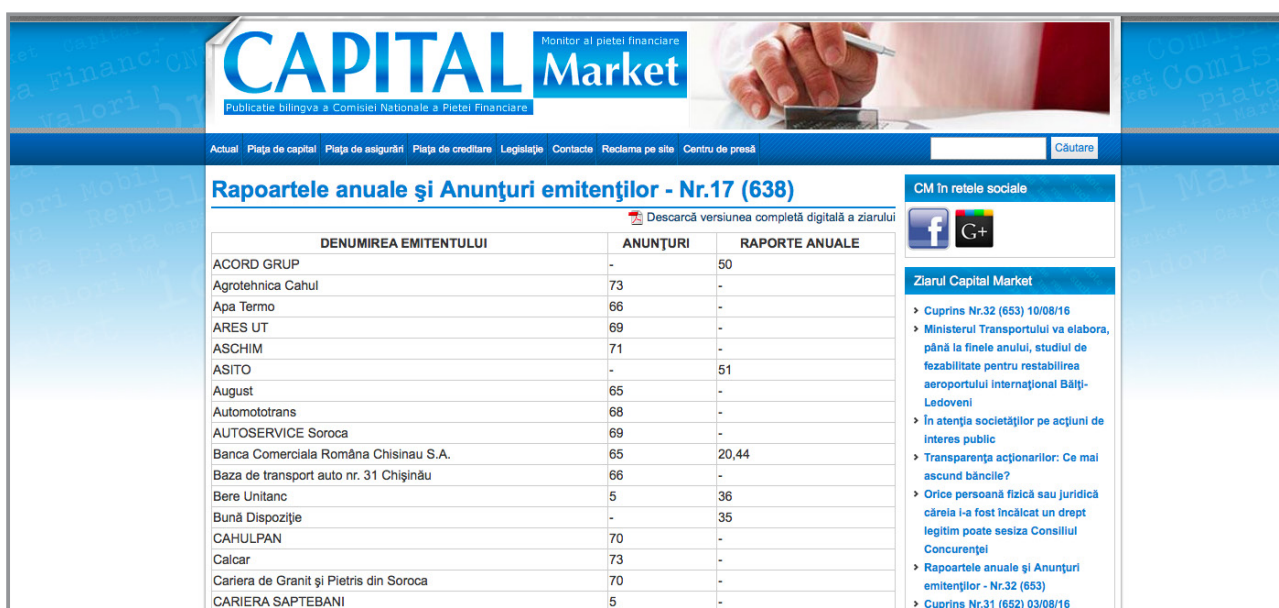 CAPITAL
Monitor al pietei financiare
Market
Publicatie bilingva a Comisiei Nationale a Pietei Financiare
Actual Piaţa de capital Piaţa de asigurări Piaţa de creditare Legislaţie Contacte Reclama pe site Centru de presă Căutare
Rapoartele anuale şi Anunţuri emitenţilor - Nr.17 (638)
Descarcă versiunea completă digitală a ziarului
DENUMIREA EMITENTULUI ANUNŢURI RAPORTE ANUALE
ACORD GRUP - 50
Agrotehnica Cahul 73 -
Apa Termo 66 -
ARES UT 69 -
ASCHIM 71 -
ASITO - 51
August 65 -
Automototrans 68 -
AUTOSERVICE Soroca 69 -
Banca Comerciala Româna Chisinau S.A. 65 20,44
Baza de transport auto nr. 31 Chişinău 66 -
Bere Unitanc 5 36
Bună Dispoziţie - 35
CAHULPAN 70 -
Calcar 73 -
Cariera de Granit şi Pietris din Soroca 70 -
CARIERA SAPTEBANI 5 -
CM în retele sociale
f G+
Ziarul Capital Market
Cuprins Nr.32 (653) 10/08/16
Ministerul Transportului va elabora,
până la finele anului, studiul de
fezabilitate pentru restabilirea
aeroportului internaţional Bălţi-
Ledoveni
În atenţia societăţilor pe acţiuni de
interes public
Transparenţa acţionarilor: Ce mai
ascund băncile?
Orice persoană fizică sau juridică
căreia i-a fost încălcat un drept
legitim poate sesiza Consiliul
Concurenţei
Rapoartele anuale şi Anunţuri
emitenţilor - Nr.32 (653)
Cuprins Nr.31 (652) 03/08/16